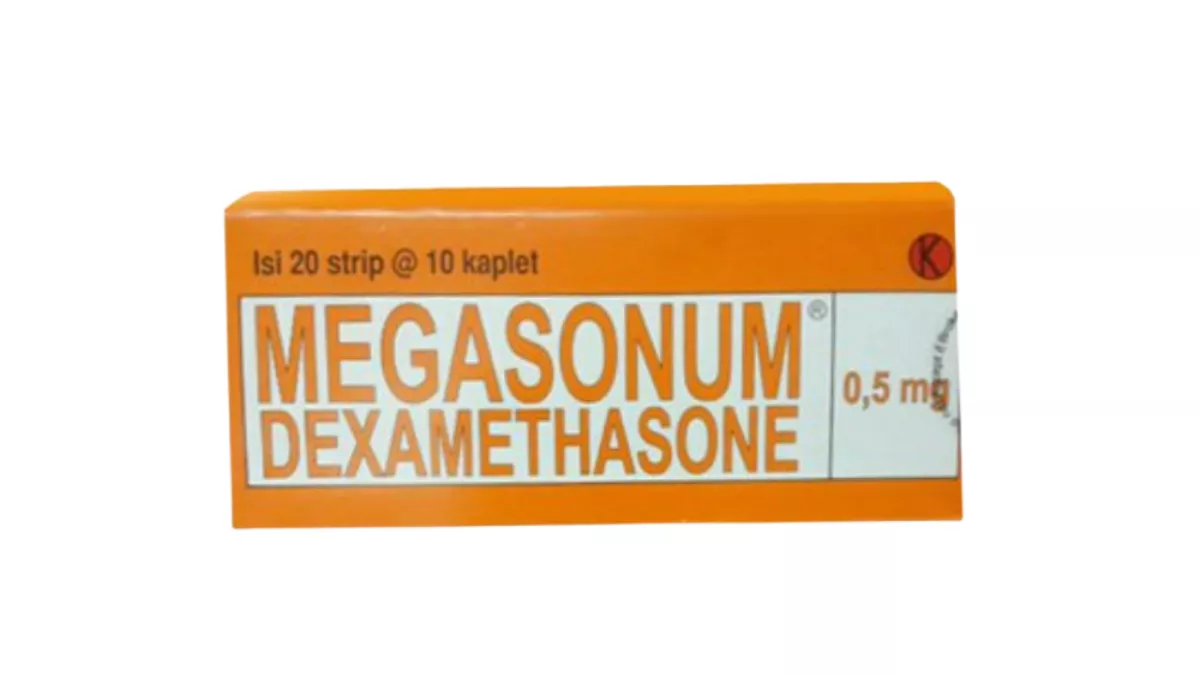 Isi 20 strip @ 10 kaplet
K
MEGASONUM®
DEXAMETHASONE
0,5 mg